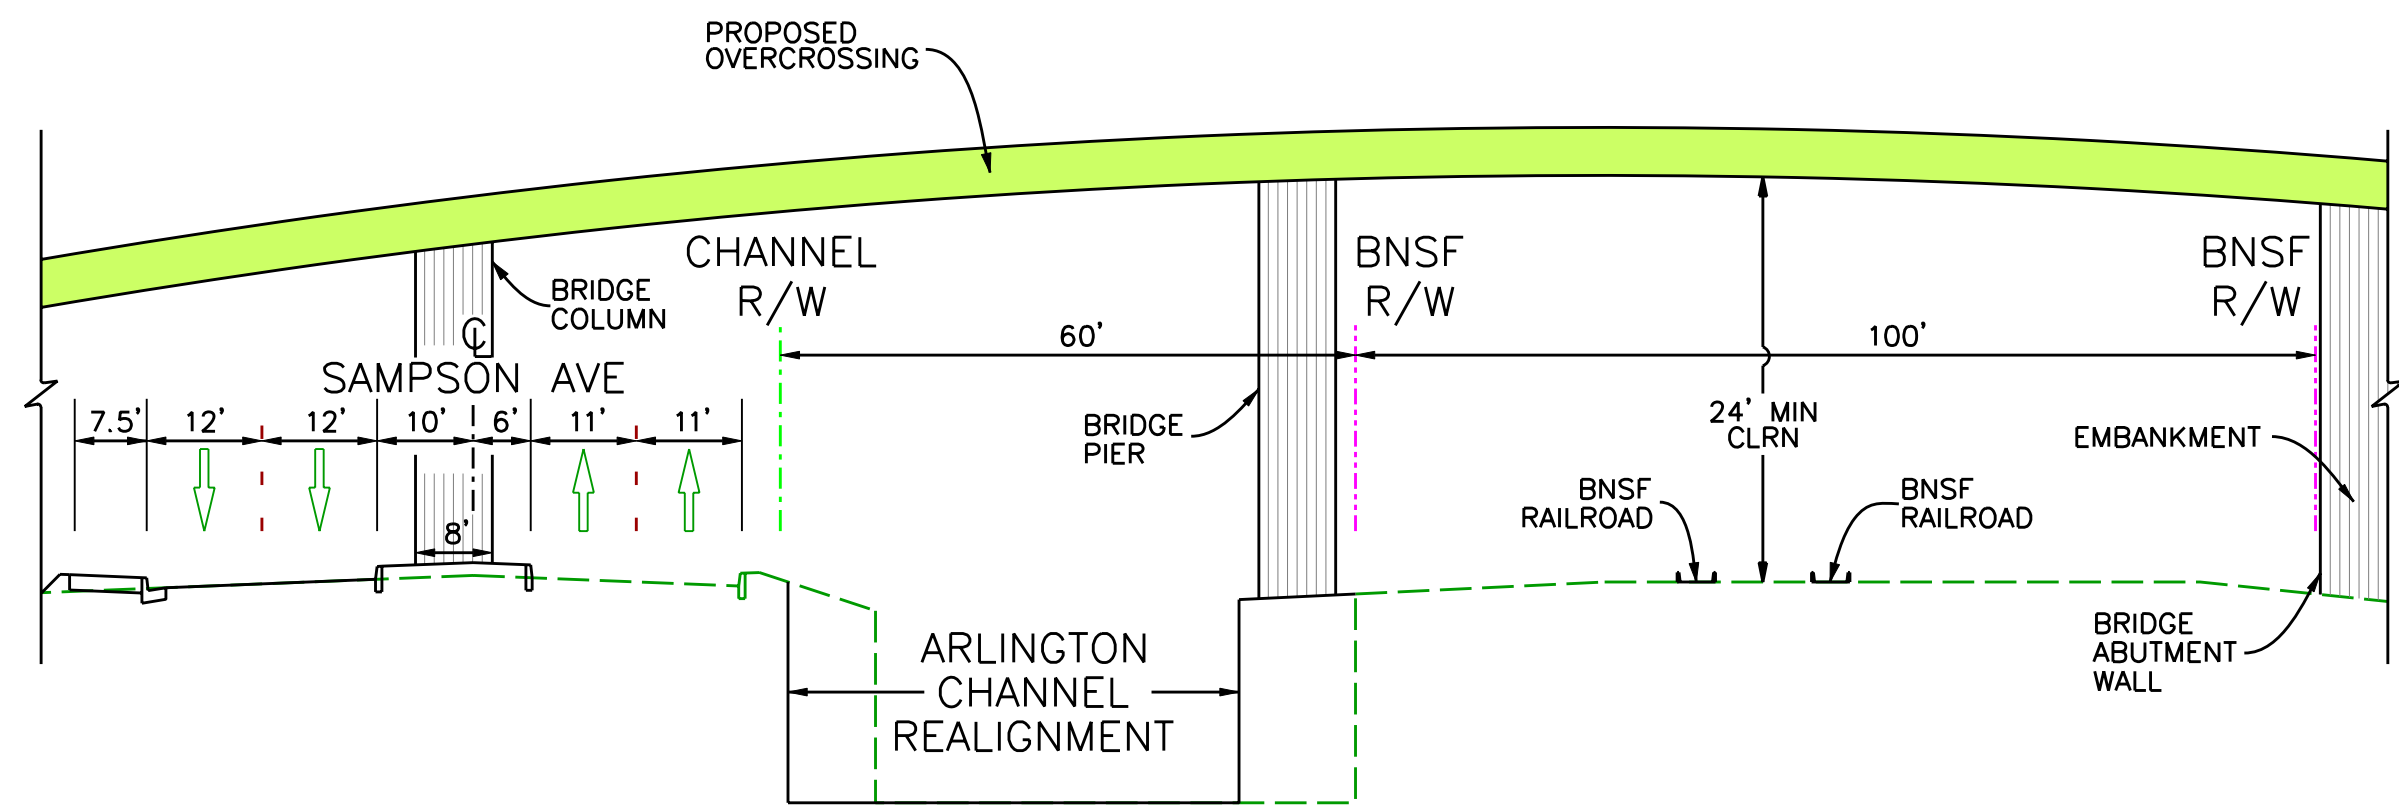 PROPOSED
OVERCROSSING
CHANNEL
R/W
BNSF
R/W
BNSF
R/W
BRIDGE
COLUMN
℄
SAMPSON AVE
60'
100'
7.5'
12'
12'
10'
6'
11'
11'
8'
BRIDGE
PIER
24' MIN
CLRN
EMBANKMENT
BNSF
RAILROAD
BNSF
RAILROAD
ARLINGTON
CHANNEL
REALIGNMENT
BRIDGE
ABUTMENT
WALL